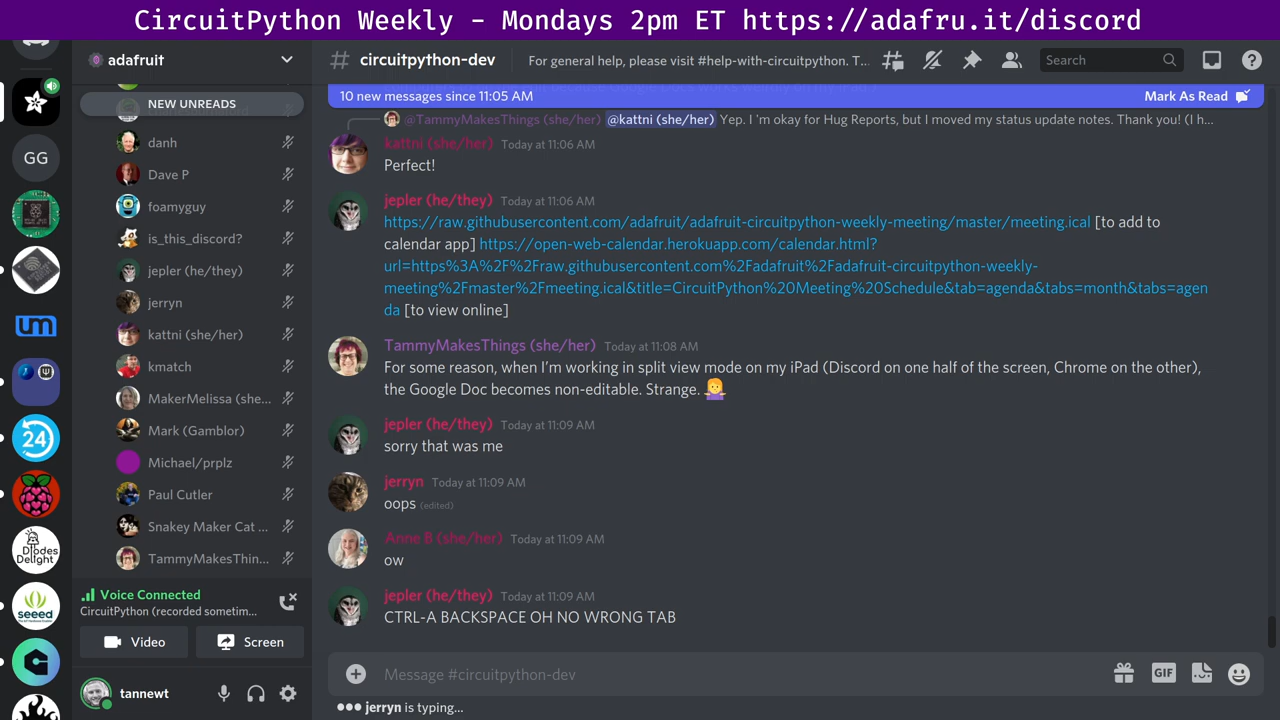 CircuitPython Weekly – Mondays 2pm ET https://adafru.it/discord
adafruit
# circuitpython-dev
For general help, please visit #help-with-circuitpython. T...
Search
NEW UNREADS
danh
Dave P
foamyguy
is_this_discord?
jepler (he/they)
jerryn
kattni (she/her)
kmatch
MakerMelissa (she...
Mark (Gamblor)
Michael/prplz
Paul Cutler
Snakey Maker Cat ...
TammyMakesThin...
Voice Connected
CircuitPython (recorded sometim...
Video
Screen
tannewt
GG
um
24
Diodes
Delight
seeed
10 new messages since 11:05 AM
Mark As Read
@TammyMakesThings (she/her) @kattni (she/her) Yep. I 'm okay for Hug Reports, but I moved my status update notes. Thank you! (I h...
kattni (she/her) Today at 11:06 AM
Perfect!
jepler (he/they) Today at 11:06 AM
https://raw.githubusercontent.com/adafruit/adafruit-circuitpython-weekly-meeting/master/meeting.ical [to add to
calendar app] https://open-web-calendar.herokuapp.com/calendar.html?
url=https%3A%2F%2Fraw.githubusercontent.com%2Fadafruit%2Fadafruit-circuitpython-weekly-
meeting%2Fmaster%2Fmeeting.ical&title=CircuitPython%20Meeting%20Schedule&tab=agenda&tabs=month&tabs=agen
da [to view online]
TammyMakesThings (she/her) Today at 11:08 AM
For some reason, when I'm working in split view mode on my iPad (Discord on one half of the screen, Chrome on the other),
the Google Doc becomes non-editable. Strange. 🤷‍♀️
jepler (he/they) Today at 11:09 AM
sorry that was me
jerryn Today at 11:09 AM
oops (edited)
Anne B (she/her) Today at 11:09 AM
ow
jepler (he/they) Today at 11:09 AM
CTRL-A BACKSPACE OH NO WRONG TAB
Message #circuitpython-dev
GIF
jerryn is typing...